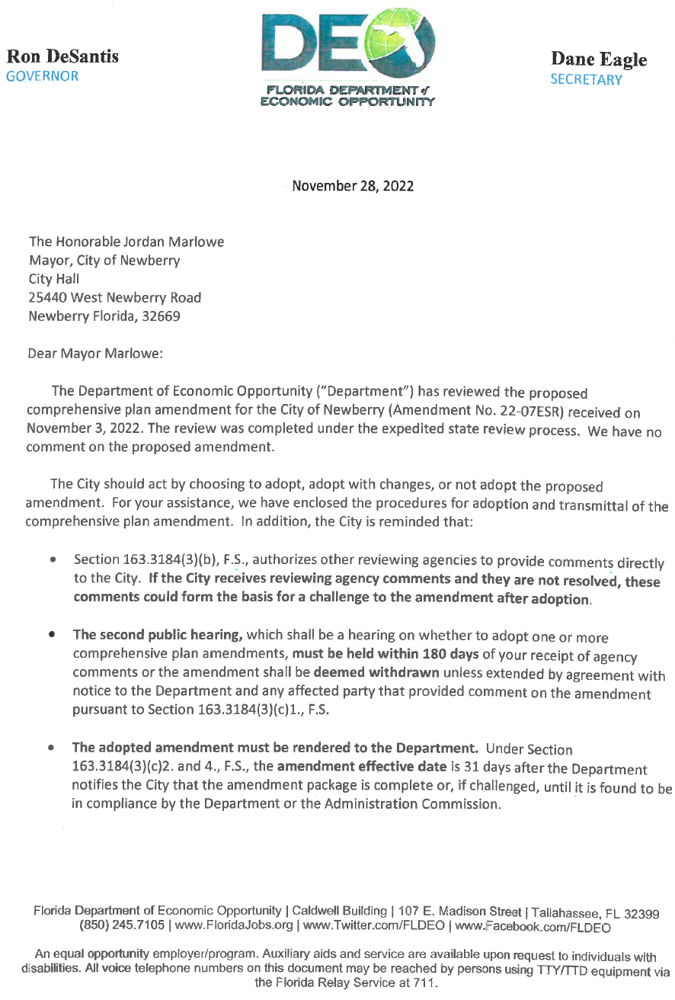 Ron DeSantis
GOVERNOR
DEO
FLORIDA DEPARTMENT of
ECONOMIC OPPORTUNITY
Dane Eagle
SECRETARY
November 28, 2022
The Honorable Jordan Marlowe
Mayor, City of Newberry
City Hall
25440 West Newberry Road
Newberry Florida, 32669
Dear Mayor Marlowe:
The Department of Economic Opportunity ("Department") has reviewed the proposed
comprehensive plan amendment for the City of Newberry (Amendment No. 22-07ESR) received on
November 3, 2022. The review was completed under the expedited state review process. We have no
comment on the proposed amendment.
The City should act by choosing to adopt, adopt with changes, or not adopt the proposed
amendment. For your assistance, we have enclosed the procedures for adoption and transmittal of the
comprehensive plan amendment. In addition, the City is reminded that:
• Section 163.3184(3)(b), F.S., authorizes other reviewing agencies to provide comments directly
to the City. If the City receives reviewing agency comments and they are not resolved, these
comments could form the basis for a challenge to the amendment after adoption.
• The second public hearing, which shall be a hearing on whether to adopt one or more
comprehensive plan amendments, must be held within 180 days of your receipt of agency
comments or the amendment shall be deemed withdrawn unless extended by agreement with
notice to the Department and any affected party that provided comment on the amendment
pursuant to Section 163.3184(3)(c)1., F.S.
• The adopted amendment must be rendered to the Department. Under Section
163.3184(3)(c)2. and 4., F.S., the amendment effective date is 31 days after the Department
notifies the City that the amendment package is complete or, if challenged, until it is found to be
in compliance by the Department or the Administration Commission.
Florida Department of Economic Opportunity | Caldwell Building | 107 E. Madison Street | Tallahassee, FL 32399
(850) 245.7105 | www.FloridaJobs.org | www.Twitter.com/FLDEO | www.Facebook.com/FLDEO
An equal opportunity employer/program. Auxiliary aids and service are available upon request to individuals with
disabilities. All voice telephone numbers on this document may be reached by persons using TTY/TTD equipment via
the Florida Relay Service at 711.